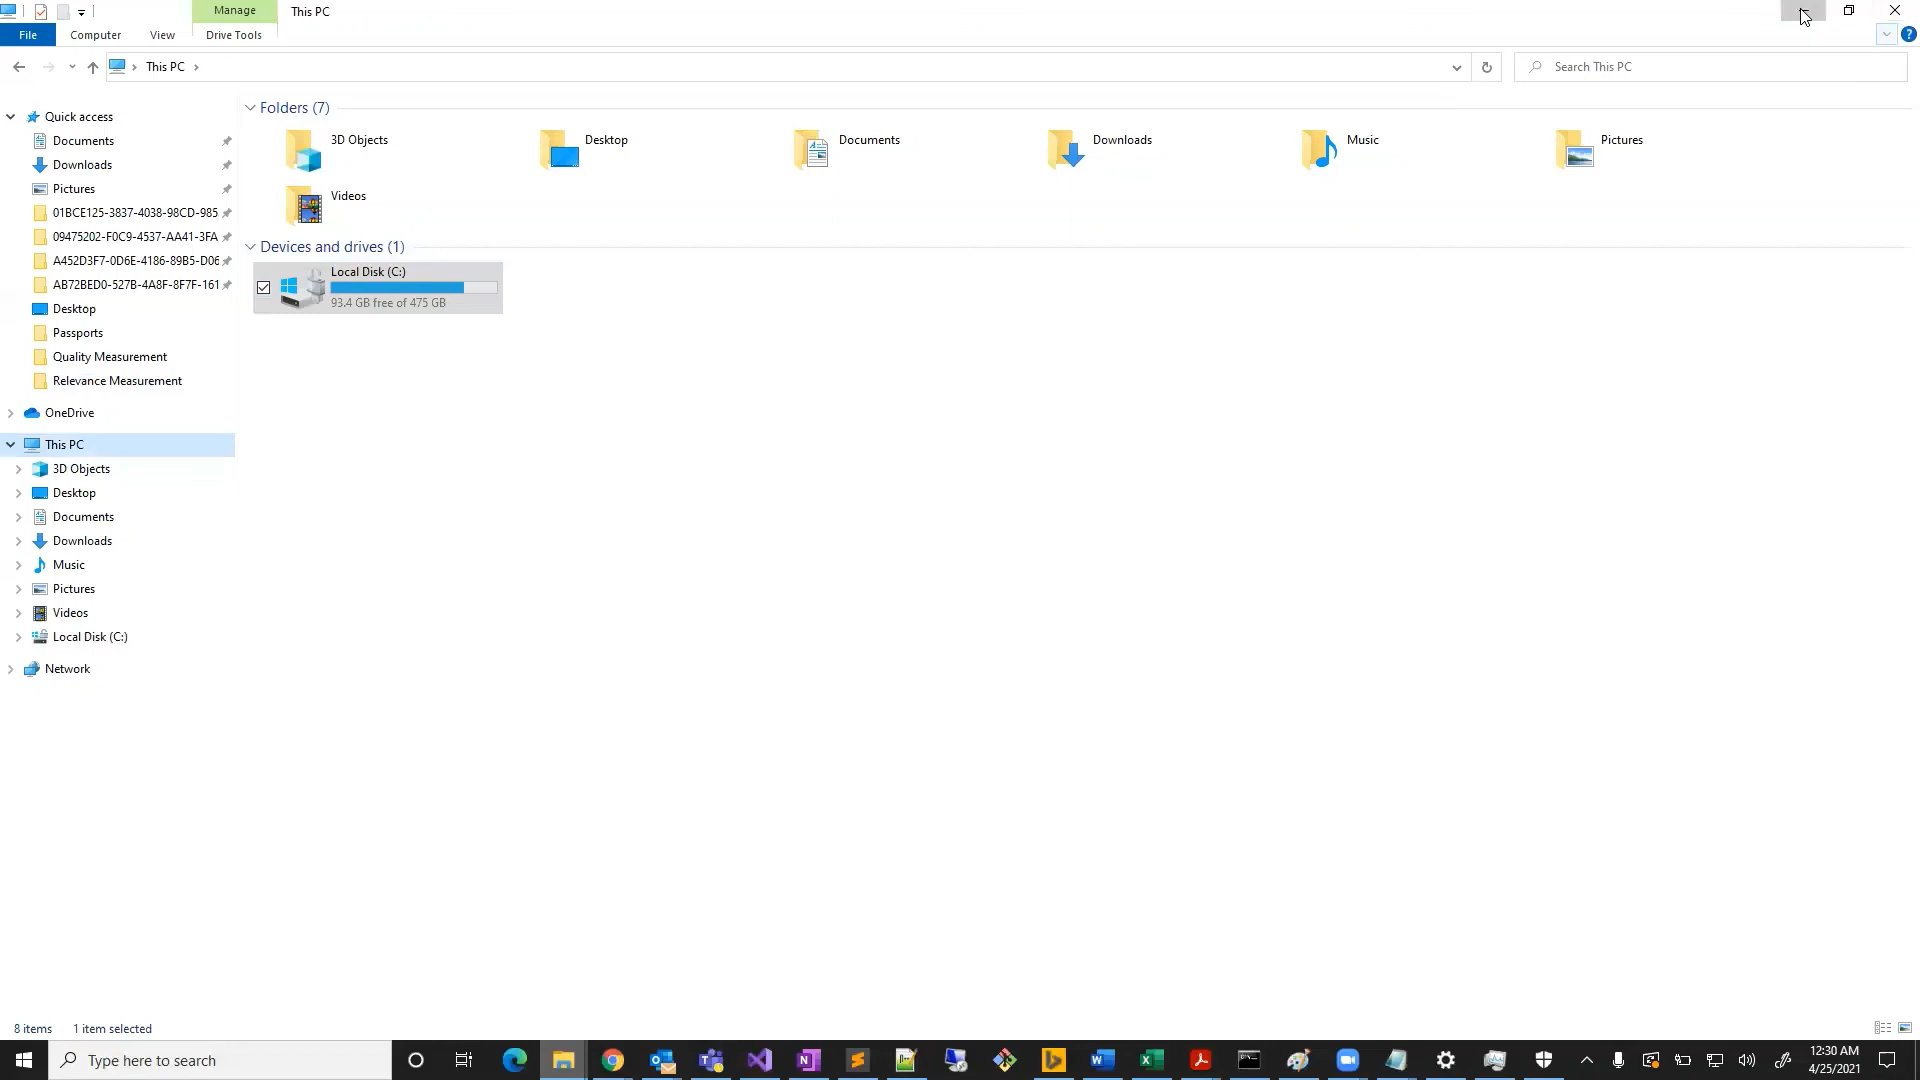 Manage
This PC
File
Computer
View
Drive Tools
This PC
Search This PC
Quick access
Documents
Downloads
Pictures
01BCE125-3837-4038-98CD-985
09475202-F0C9-4537-AA41-3FA
A452D3F7-0D6E-4186-89B5-D06
AB72BED0-527B-4A8F-8F7F-161
Desktop
Passports
Quality Measurement
Relevance Measurement
OneDrive
This PC
3D Objects
Desktop
Documents
Downloads
Music
Pictures
Videos
Local Disk (C:)
Network
Folders (7)
3D Objects
Desktop
Documents
Downloads
Music
Pictures
Videos
Devices and drives (1)
Local Disk (C:)
93.4 GB free of 475 GB
8 items
1 item selected
Type here to search
12:30 AM
4/25/2021